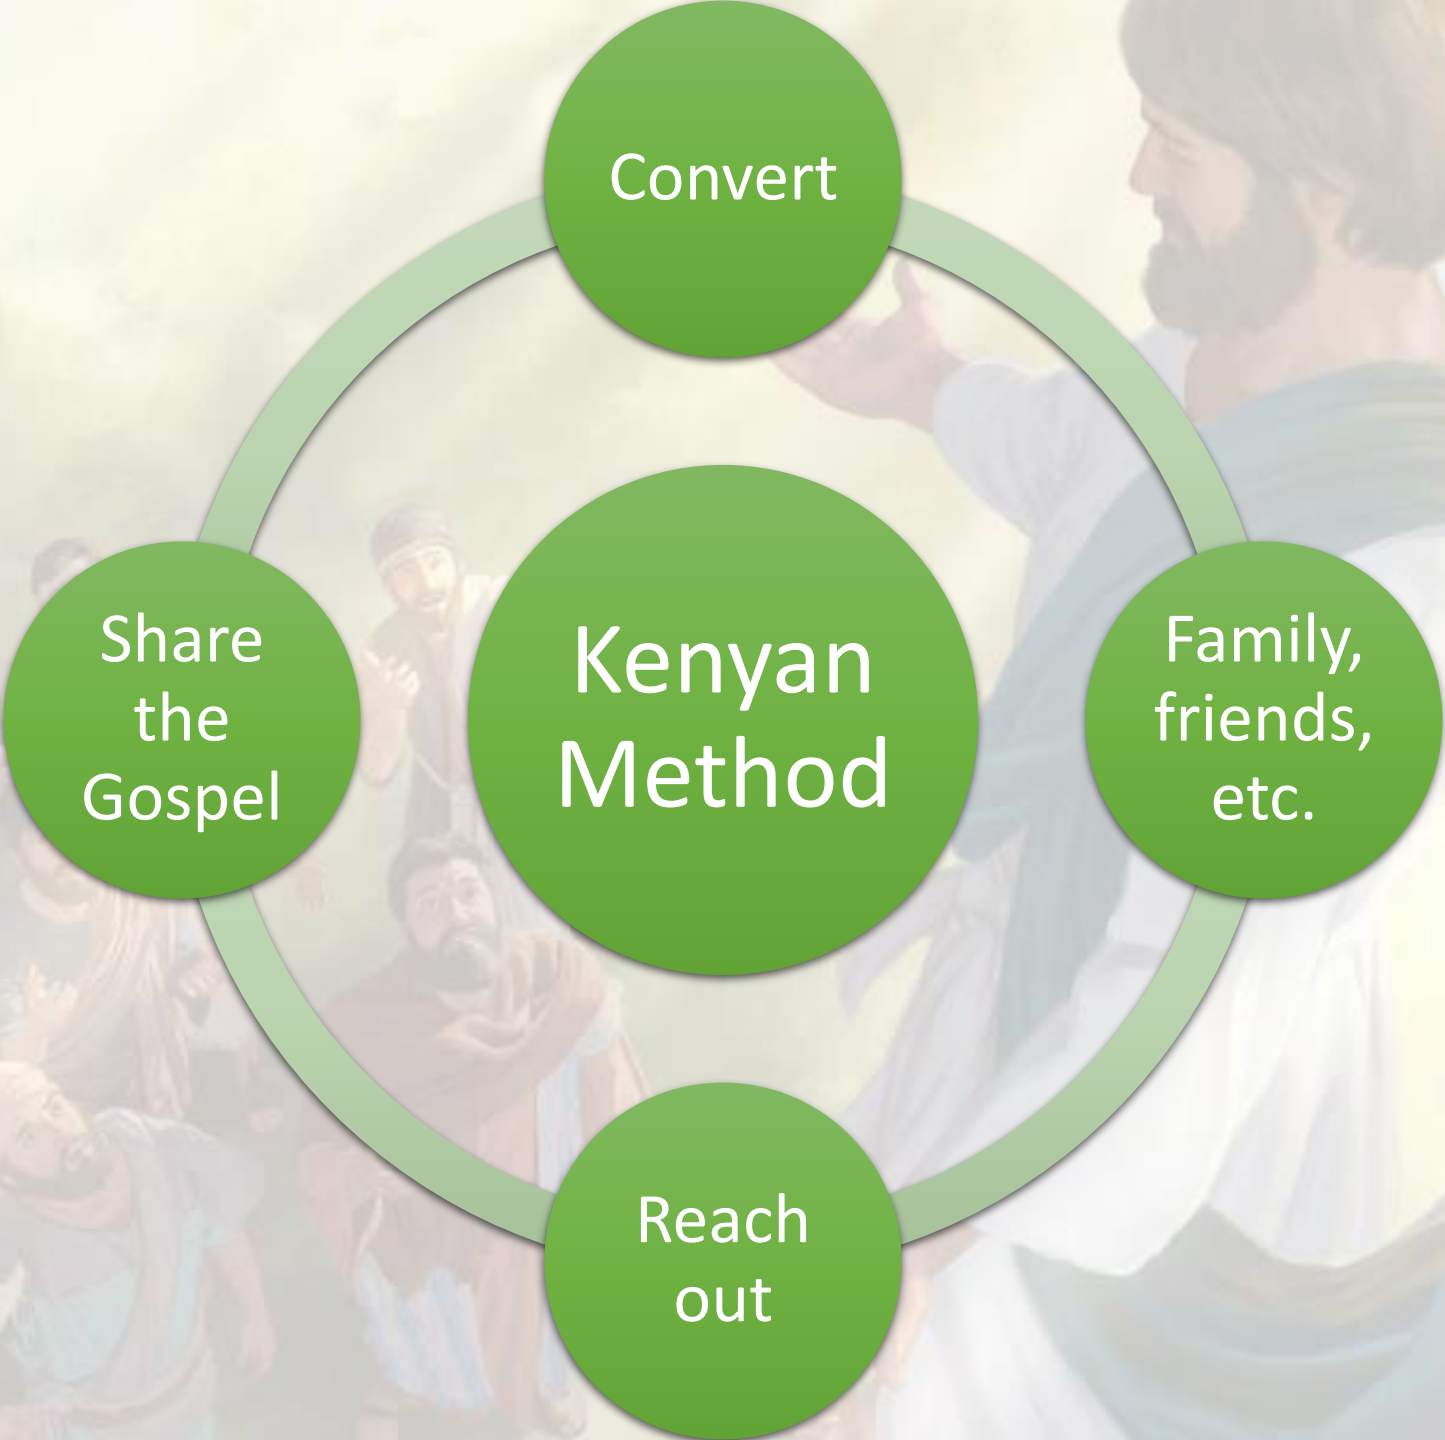 Convert
Share
the
Gospel
Kenyan
Method
Family,
friends,
etc.
Reach
out